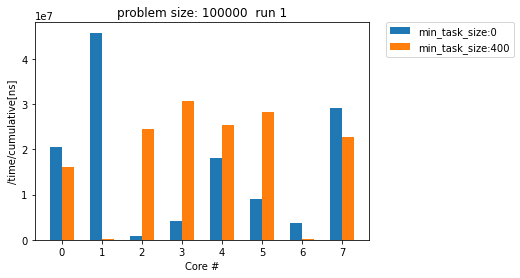 problem size: 100000  run 1
1e7
min_task_size:0
min_task_size:400
/time/cumulative[ns]
4
3
2
1
0
0 1 2 3 4 5 6 7
Core #